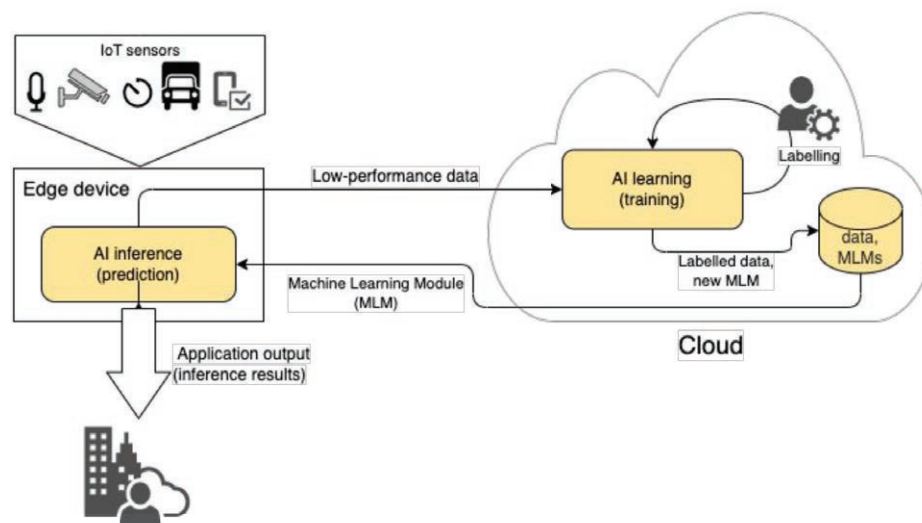 IoT sensors
Edge device
AI inference
(prediction)
Low-performance data
Machine Learning Module
(MLM)
Application output
(inference results)
AI learning
(training)
Labelling
Labelled data,
new MLM
data,
MLMs
Cloud